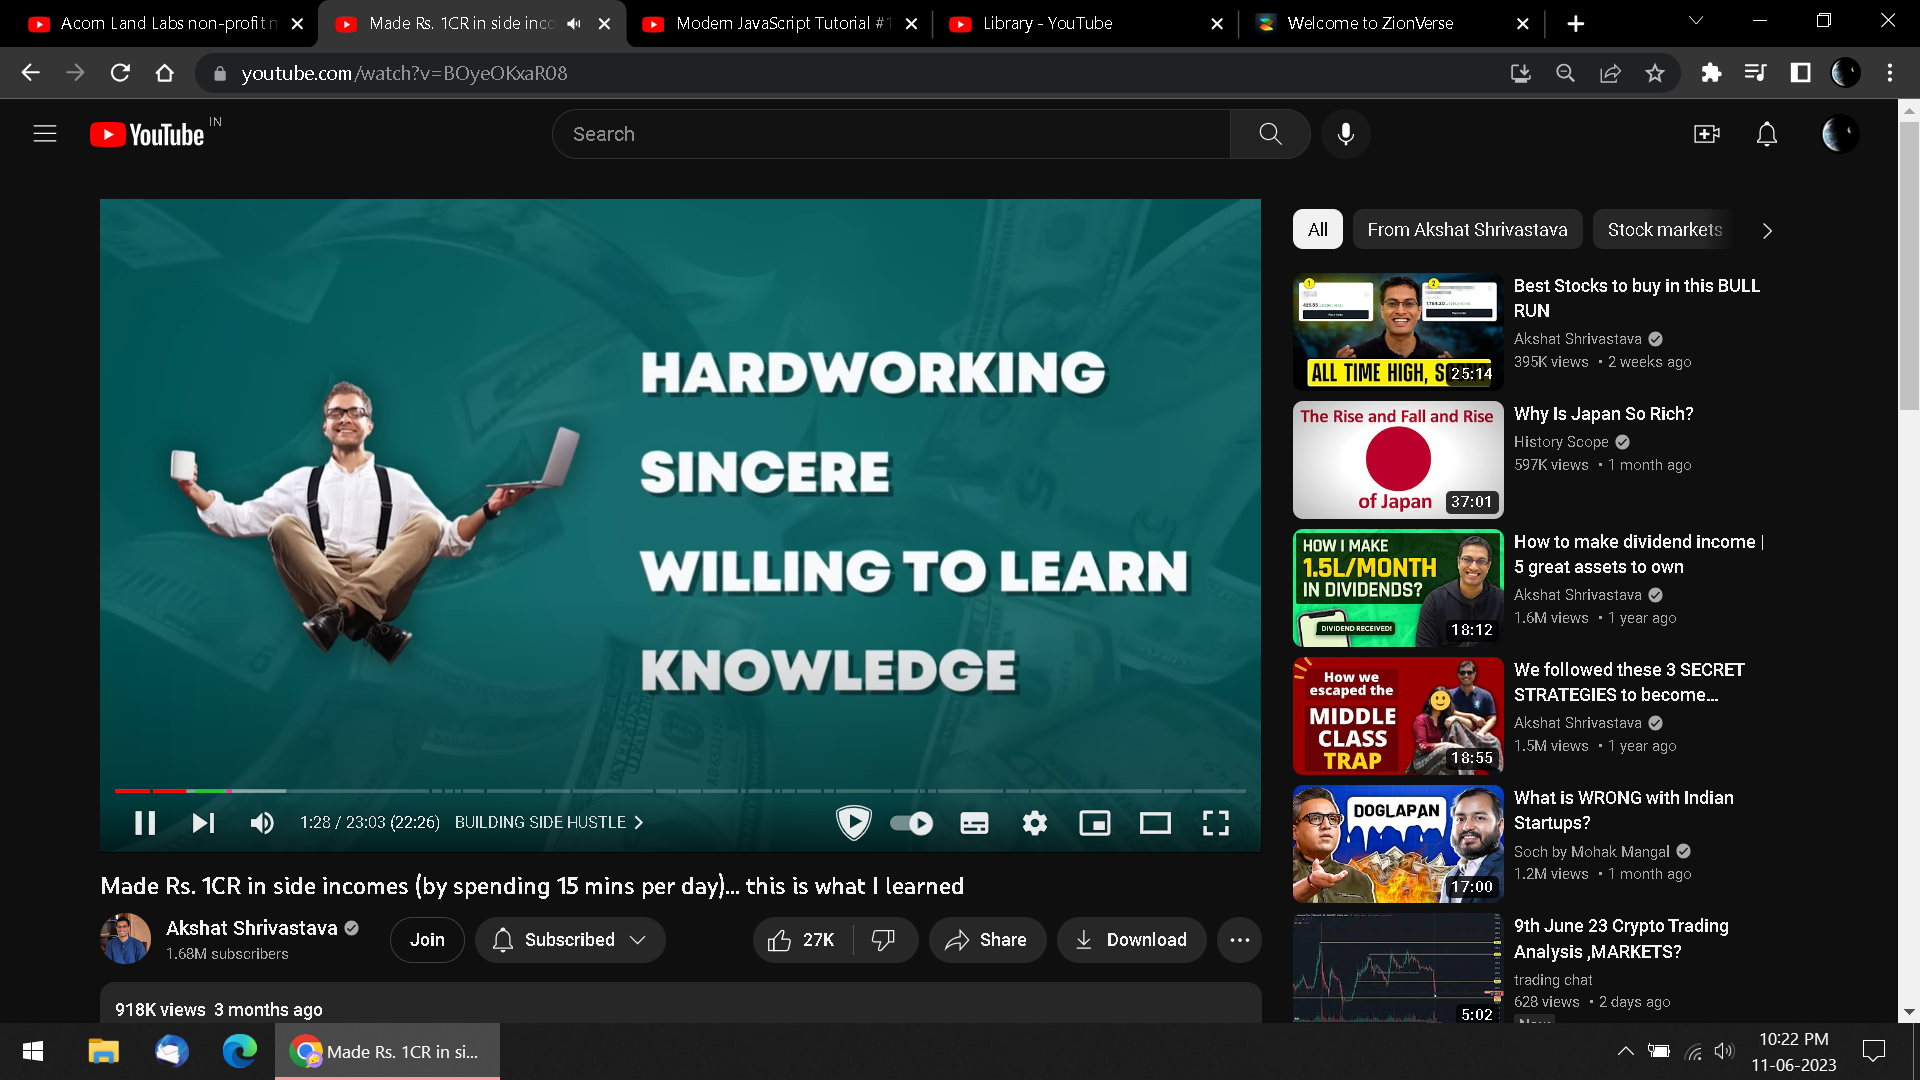 Acorn Land Labs non-profit m
Made Rs. 1CR in side inco
Modern JavaScript Tutorial #1
Library - YouTube
Welcome to ZionVerse
youtube.com/watch?v=BOyeOKxaR08
YouTube IN
Search
HARDWORKING
SINCERE
WILLING TO LEARN
KNOWLEDGE
1:28 / 23:03 (22:26) BUILDING SIDE HUSTLE
Made Rs. 1CR in side incomes (by spending 15 mins per day)... this is what I learned
Akshat Shrivastava
1.68M subscribers
Join
Subscribed
27K
Share
Download
918K views 3 months ago
All
From Akshat Shrivastava
Stock markets
1
2
ALL TIME HIGH, S
25:14
Best Stocks to buy in this BULL
RUN
Akshat Shrivastava
395K views • 2 weeks ago
The Rise and Fall and Rise
of Japan
37:01
Why Is Japan So Rich?
History Scope
597K views • 1 month ago
HOW I MAKE
1.5L/MONTH
IN DIVIDENDS?
DIVIDEND RECEIVED!
18:12
How to make dividend income |
5 great assets to own
Akshat Shrivastava
1.6M views • 1 year ago
How we
escaped the
MIDDLE
CLASS
TRAP
18:55
We followed these 3 SECRET
STRATEGIES to become...
Akshat Shrivastava
1.5M views • 1 year ago
DOGLAPAN
17:00
What is WRONG with Indian
Startups?
Soch by Mohak Mangal
1.2M views • 1 month ago
5:02
9th June 23 Crypto Trading
Analysis ,MARKETS?
trading chat
628 views • 2 days ago
New
Made Rs. 1CR in si...
10:22 PM
11-06-2023